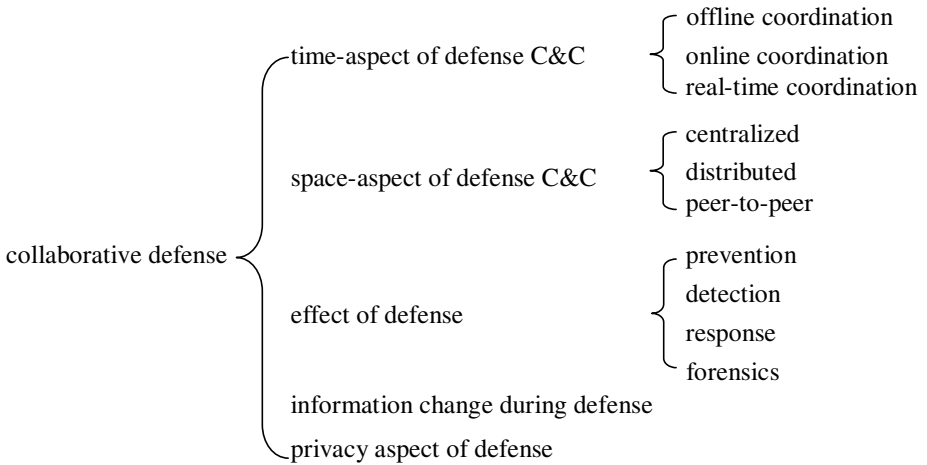 collaborative defense
time-aspect of defense C&C
offline coordination
online coordination
real-time coordination
space-aspect of defense C&C
centralized
distributed
peer-to-peer
effect of defense
prevention
detection
response
forensics
information change during defense
privacy aspect of defense